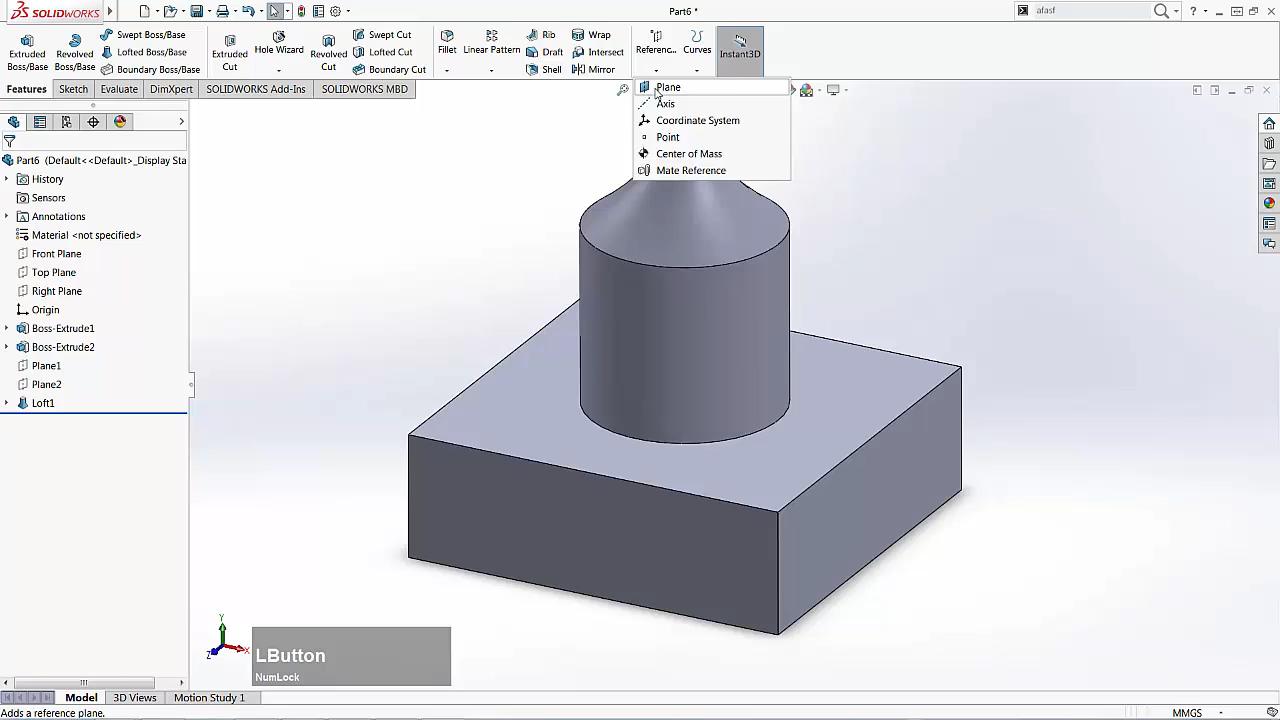 SOLIDWORKS
Part6 *
afasf
Extruded Boss/Base
Revolved Boss/Base
Swept Boss/Base
Lofted Boss/Base
Boundary Boss/Base
Extruded Cut
Hole Wizard
Revolved Cut
Swept Cut
Lofted Cut
Boundary Cut
Fillet
Linear Pattern
Rib
Draft
Shell
Wrap
Intersect
Mirror
Referenc...
Curves
Instant3D
Features
Sketch
Evaluate
DimXpert
SOLIDWORKS Add-Ins
SOLIDWORKS MBD
Plane
Axis
Coordinate System
Point
Center of Mass
Mate Reference
Part6 (Default<<Default>_Display Sta
History
Sensors
Annotations
Material <not specified>
Front Plane
Top Plane
Right Plane
Origin
Boss-Extrude1
Boss-Extrude2
Plane1
Plane2
Loft1
Y
X
Z
LButton
NumLock
Model
3D Views
Motion Study 1
Adds a reference plane.
MMGS